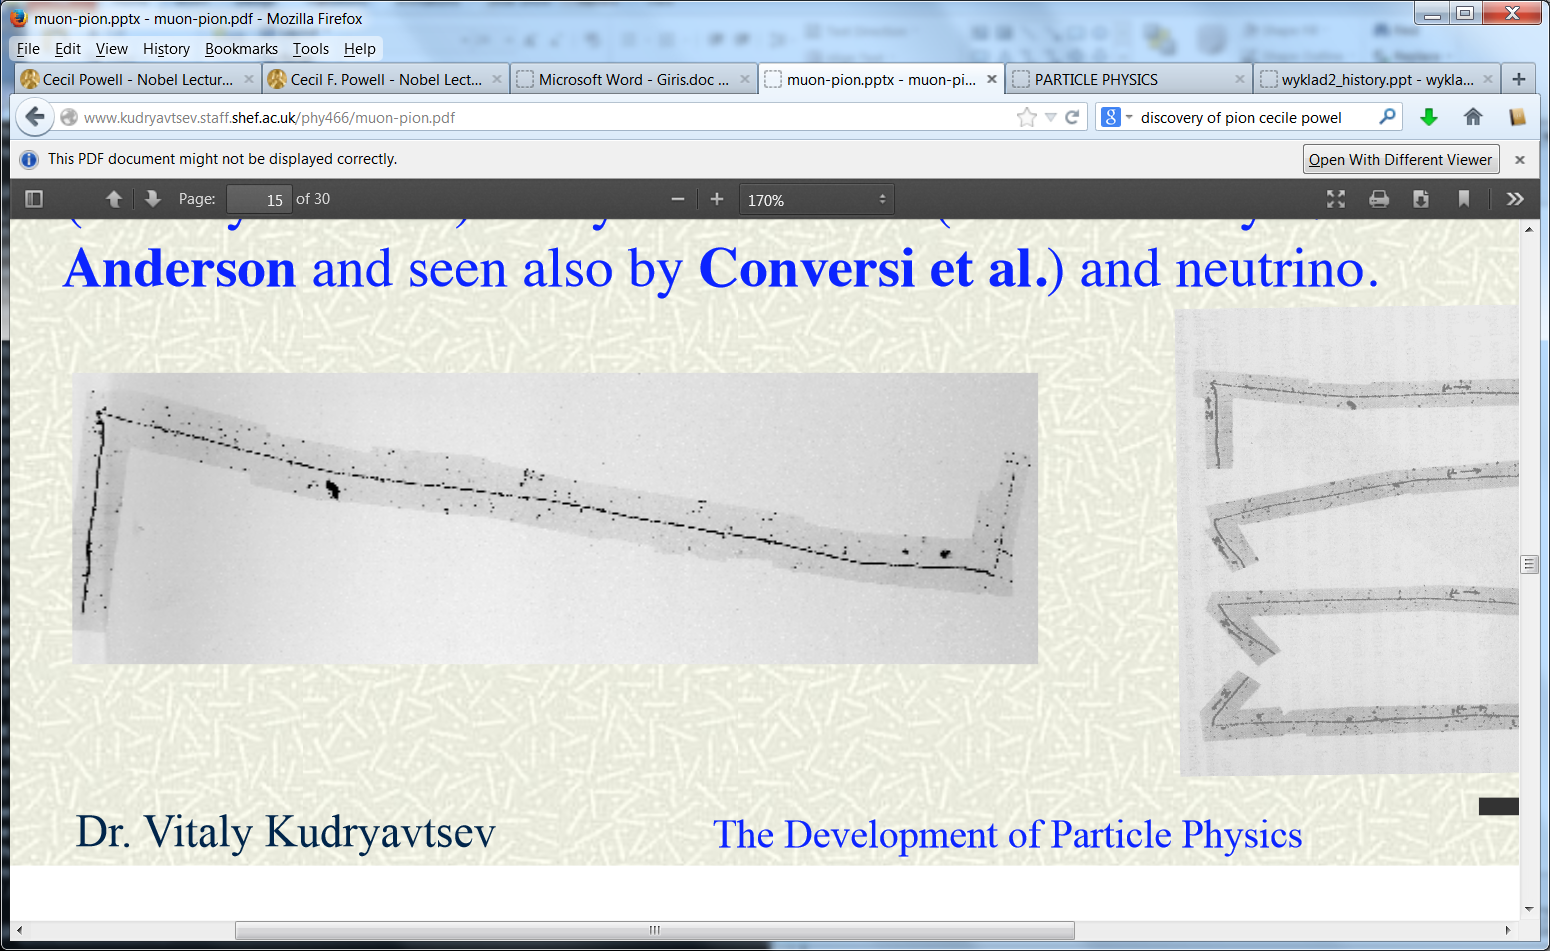 muon-pion.pptx - muon-pion.pdf - Mozilla Firefox
File Edit View History Bookmarks Tools Help
Cecil Powell - Nobel Lectur... × Cecil F. Powell - Nobel Lect... × Microsoft Word - Giris.doc ... × muon-pion.pptx - muon-pi... × PARTICLE PHYSICS × wyklad2_history.ppt - wykla... × +
www.kudryavtsev.staff.shef.ac.uk/phy466/muon-pion.pdf 8 discovery of pion cecile powel
This PDF document might not be displayed correctly. Open With Different Viewer ×
Page: 15 of 30 − + 170% »
Anderson and seen also by Conversi et al.) and neutrino.
Dr. Vitaly Kudryavtsev The Development of Particle Physics